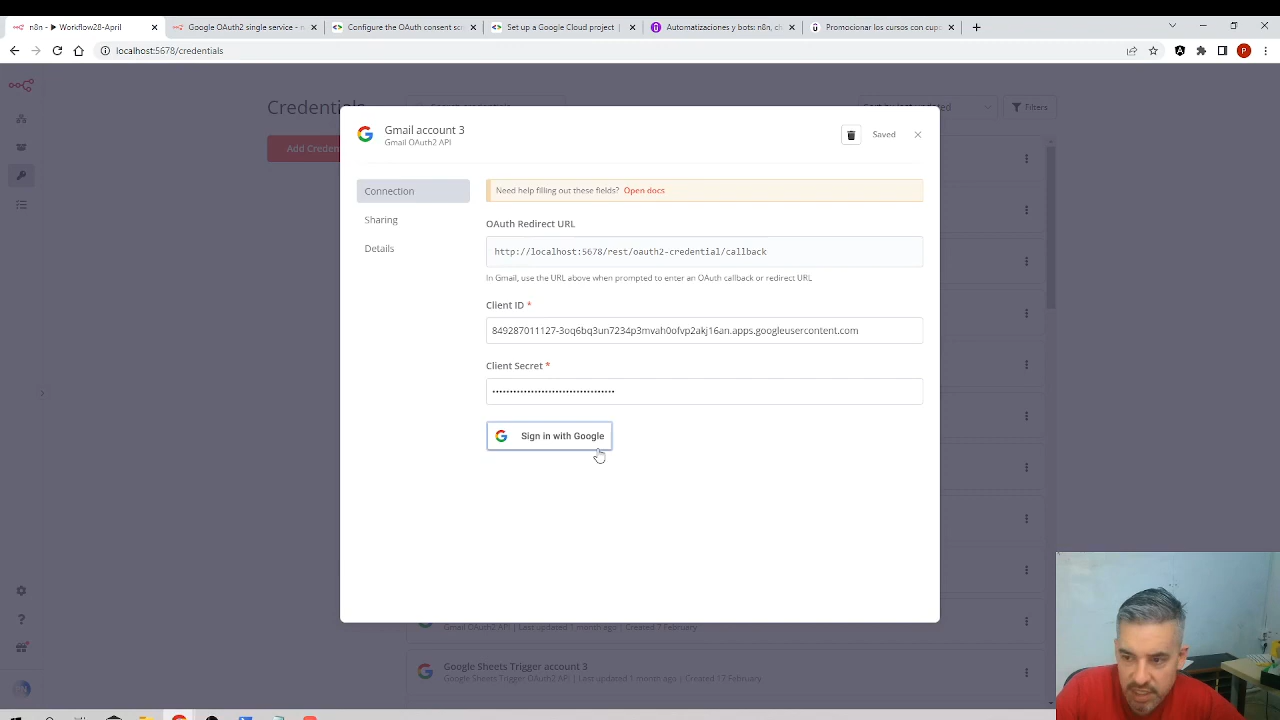 n8n - ▶ Workflow28-April
Google OAuth2 single service - n
Configure the OAuth consent scr
Set up a Google Cloud project
Automatizaciones y bots: n8n, ch
Promocionar los cursos con cupo
localhost:5678/credentials
P
Credentials
Filters
Add Creden
Gmail account 3
Gmail OAuth2 API
Saved
Connection
Sharing
Details
Need help filling out these fields? Open docs
OAuth Redirect URL
http://localhost:5678/rest/oauth2-credential/callback
In Gmail, use the URL above when prompted to enter an OAuth callback or redirect URL
Client ID *
849287011127-3oq6bq3un7234p3mvah0ofvp2akj16an.apps.googleusercontent.com
Client Secret *
Sign in with Google
Gmail OAuth2 API | Last updated 1 month ago | Created 7 February
Google Sheets Trigger account 3
Google Sheets Trigger OAuth2 API | Last updated 1 month ago | Created 17 February